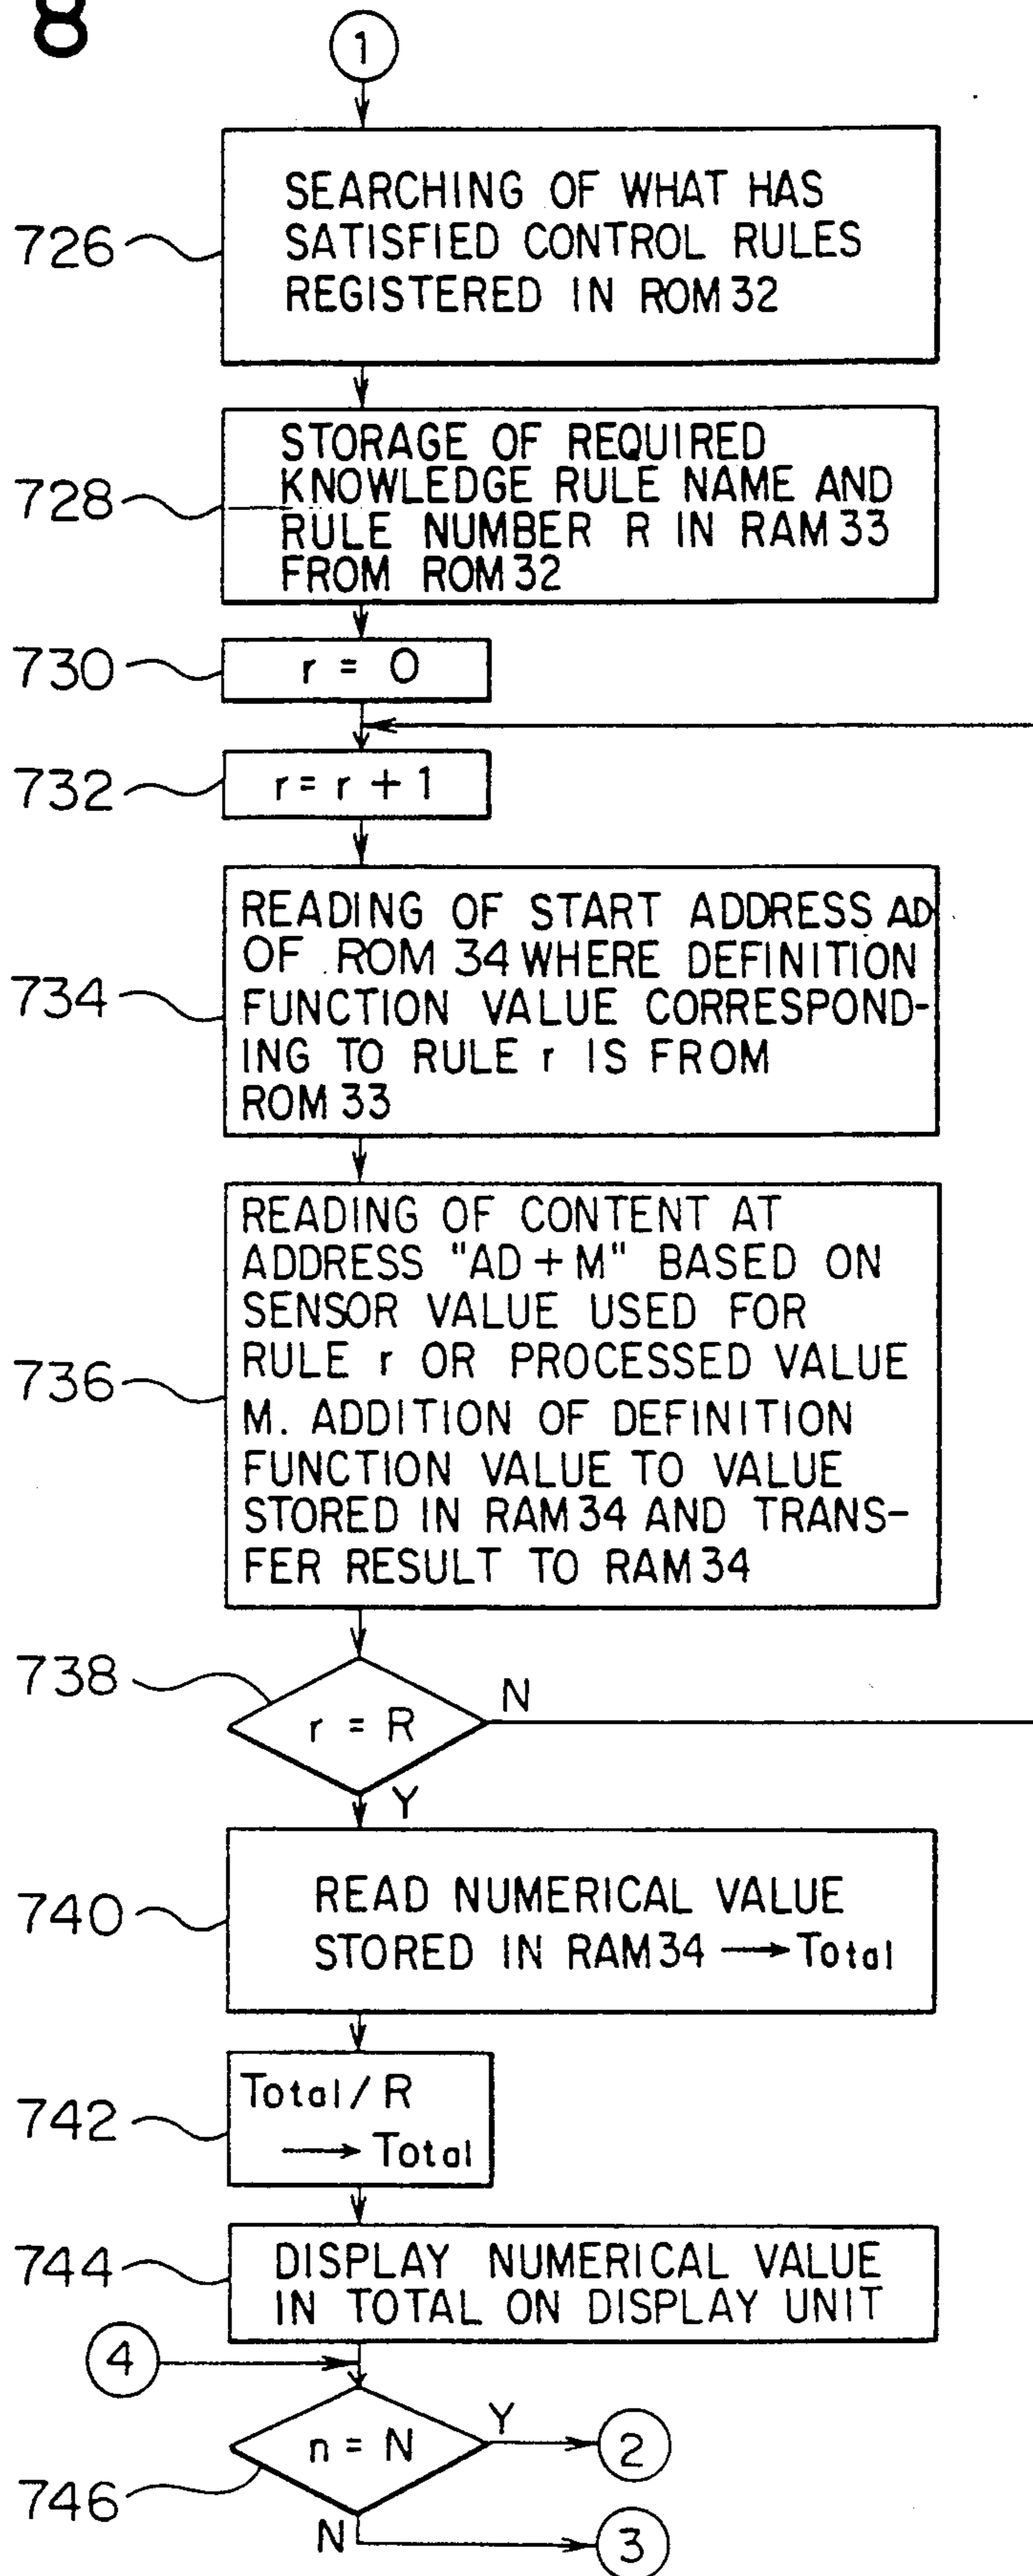 8
1
726
SEARCHING OF WHAT HAS
SATISFIED CONTROL RULES
REGISTERED IN ROM 32
728
STORAGE OF REQUIRED
KNOWLEDGE RULE NAME AND
RULE NUMBER R IN RAM 33
FROM ROM 32
730
r = 0
732
r = r + 1
734
READING OF START ADDRESS AD
OF ROM 34 WHERE DEFINITION
FUNCTION VALUE CORRESPOND-
ING TO RULE r IS FROM
ROM 33
736
READING OF CONTENT AT
ADDRESS "AD + M" BASED ON
SENSOR VALUE USED FOR
RULE r OR PROCESSED VALUE
M. ADDITION OF DEFINITION
FUNCTION VALUE TO VALUE
STORED IN RAM 34 AND TRANS-
FER RESULT TO RAM 34
738
r = R
N
Y
740
READ NUMERICAL VALUE
STORED IN RAM 34 → Total
742
Total / R
→ Total
744
DISPLAY NUMERICAL VALUE
IN TOTAL ON DISPLAY UNIT
4
n = N
Y
2
746
N
3